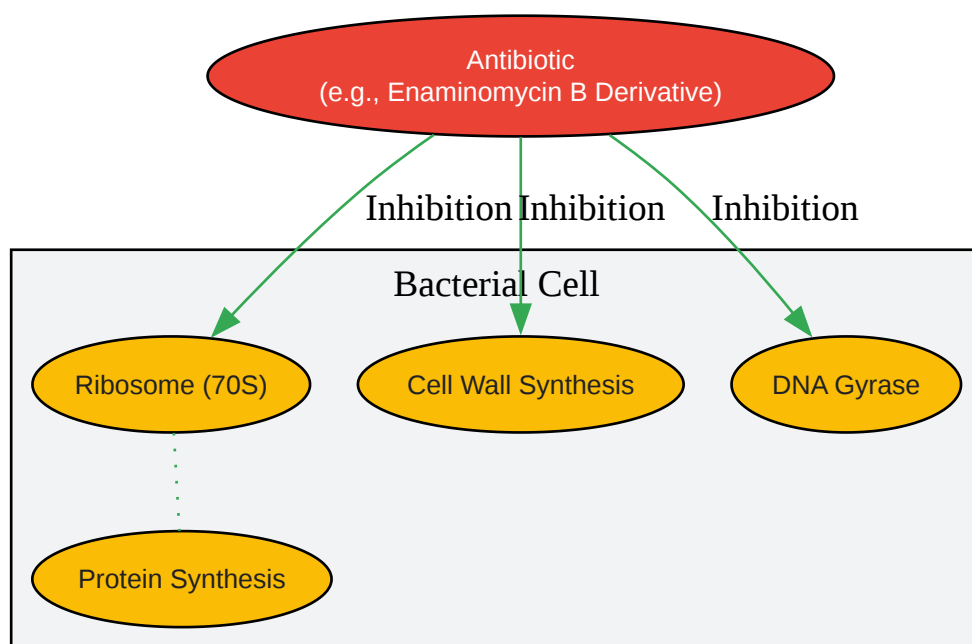 Antibiotic
(e.g., Enaminomycin B Derivative)
Inhibition
Inhibition
Inhibition
Bacterial Cell
Ribosome (70S)
Cell Wall Synthesis
DNA Gyrase
Protein Synthesis